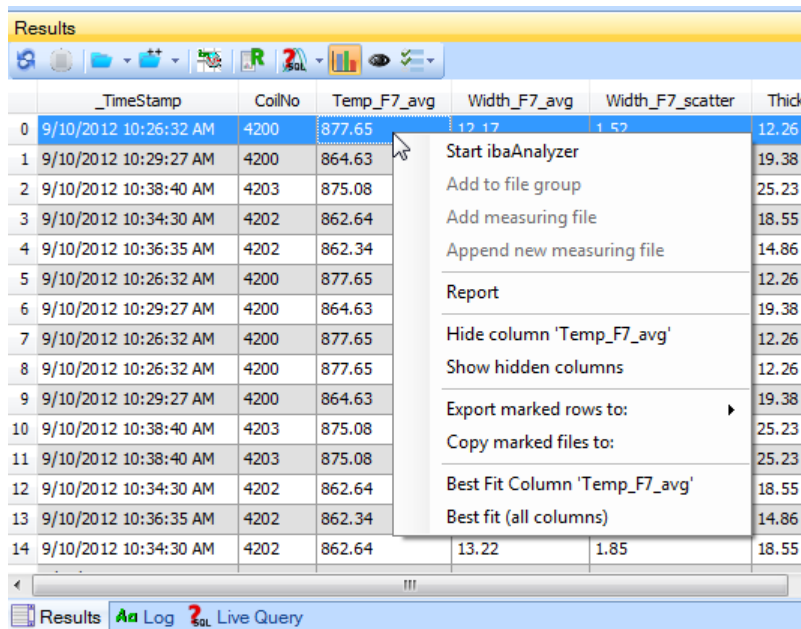 Results
_TimeStamp CoilNo Temp_F7_avg Width_F7_avg Width_F7_scatter Thick
0 9/10/2012 10:26:32 AM 4200 877.65 12.17 1.52 12.26
1 9/10/2012 10:29:27 AM 4200 864.63 19.38
2 9/10/2012 10:38:40 AM 4203 875.08 25.23
3 9/10/2012 10:34:30 AM 4202 862.64 18.55
4 9/10/2012 10:36:35 AM 4202 862.34 14.86
5 9/10/2012 10:26:32 AM 4200 877.65 12.26
6 9/10/2012 10:29:27 AM 4200 864.63 19.38
7 9/10/2012 10:26:32 AM 4200 877.65 12.26
8 9/10/2012 10:26:32 AM 4200 877.65 12.26
9 9/10/2012 10:29:27 AM 4200 864.63 19.38
10 9/10/2012 10:38:40 AM 4203 875.08 25.23
11 9/10/2012 10:38:40 AM 4203 875.08 25.23
12 9/10/2012 10:34:30 AM 4202 862.64 18.55
13 9/10/2012 10:36:35 AM 4202 862.34 14.86
14 9/10/2012 10:34:30 AM 4202 862.64 13.22 1.85 18.55
Start ibaAnalyzer
Add to file group
Add measuring file
Append new measuring file
Report
Hide column 'Temp_F7_avg'
Show hidden columns
Export marked rows to:
Copy marked files to:
Best Fit Column 'Temp_F7_avg'
Best fit (all columns)
Results Aa Log SQL Live Query